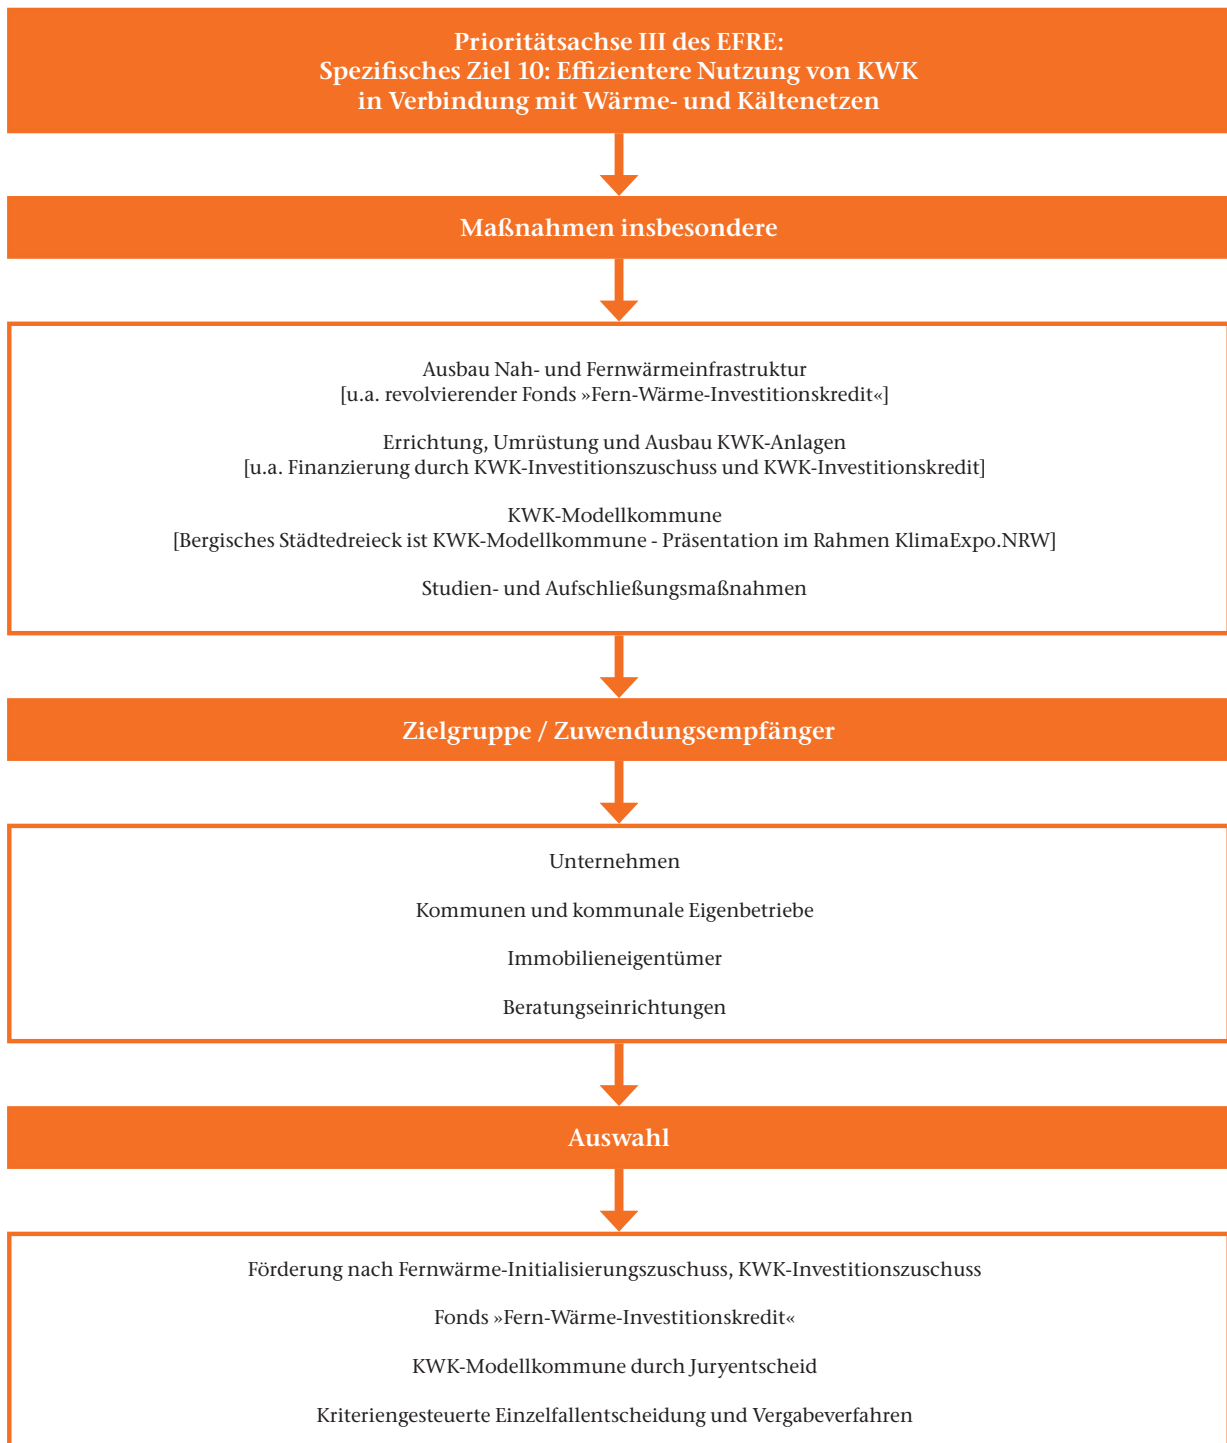 Prioritätsachse III des EFRE:
Spezifisches Ziel 10: Effizientere Nutzung von KWK
in Verbindung mit Wärme- und Kältenetzen
Maßnahmen insbesondere
Ausbau Nah- und Fernwärmeinfrastruktur
[u.a. revolvierender Fonds »Fern-Wärme-Investitionskredit«]
Errichtung, Umrüstung und Ausbau KWK-Anlagen
[u.a. Finanzierung durch KWK-Investitionszuschuss und KWK-Investitionskredit]
KWK-Modellkommune
[Bergisches Städtedreieck ist KWK-Modellkommune - Präsentation im Rahmen KlimaExpo.NRW]
Studien- und Aufschließungsmaßnahmen
Zielgruppe / Zuwendungsempfänger
Unternehmen
Kommunen und kommunale Eigenbetriebe
Immobilieneigentümer
Beratungseinrichtungen
Auswahl
Förderung nach Fernwärme-Initialisierungszuschuss, KWK-Investitionszuschuss
Fonds »Fern-Wärme-Investitionskredit«
KWK-Modellkommune durch Juryentscheid
Kriteriengesteuerte Einzelfallentscheidung und Vergabeverfahren